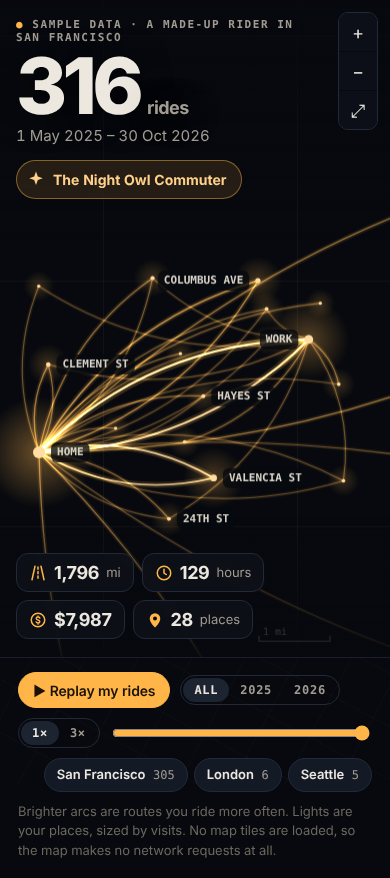 SAMPLE DATA · A MADE-UP RIDER IN
SAN FRANCISCO
316 rides
1 May 2025 – 30 Oct 2026
The Night Owl Commuter
+
−
COLUMBUS AVE
WORK
CLEMENT ST
HAYES ST
HOME
VALENCIA ST
24TH ST
1,796 mi
129 hours
$7,987
28 places
1 mi
▶ Replay my rides
ALL 2025 2026
1× 3×
San Francisco 305
London 6
Seattle 5
Brighter arcs are routes you ride more often. Lights are
your places, sized by visits. No map tiles are loaded, so
the map makes no network requests at all.